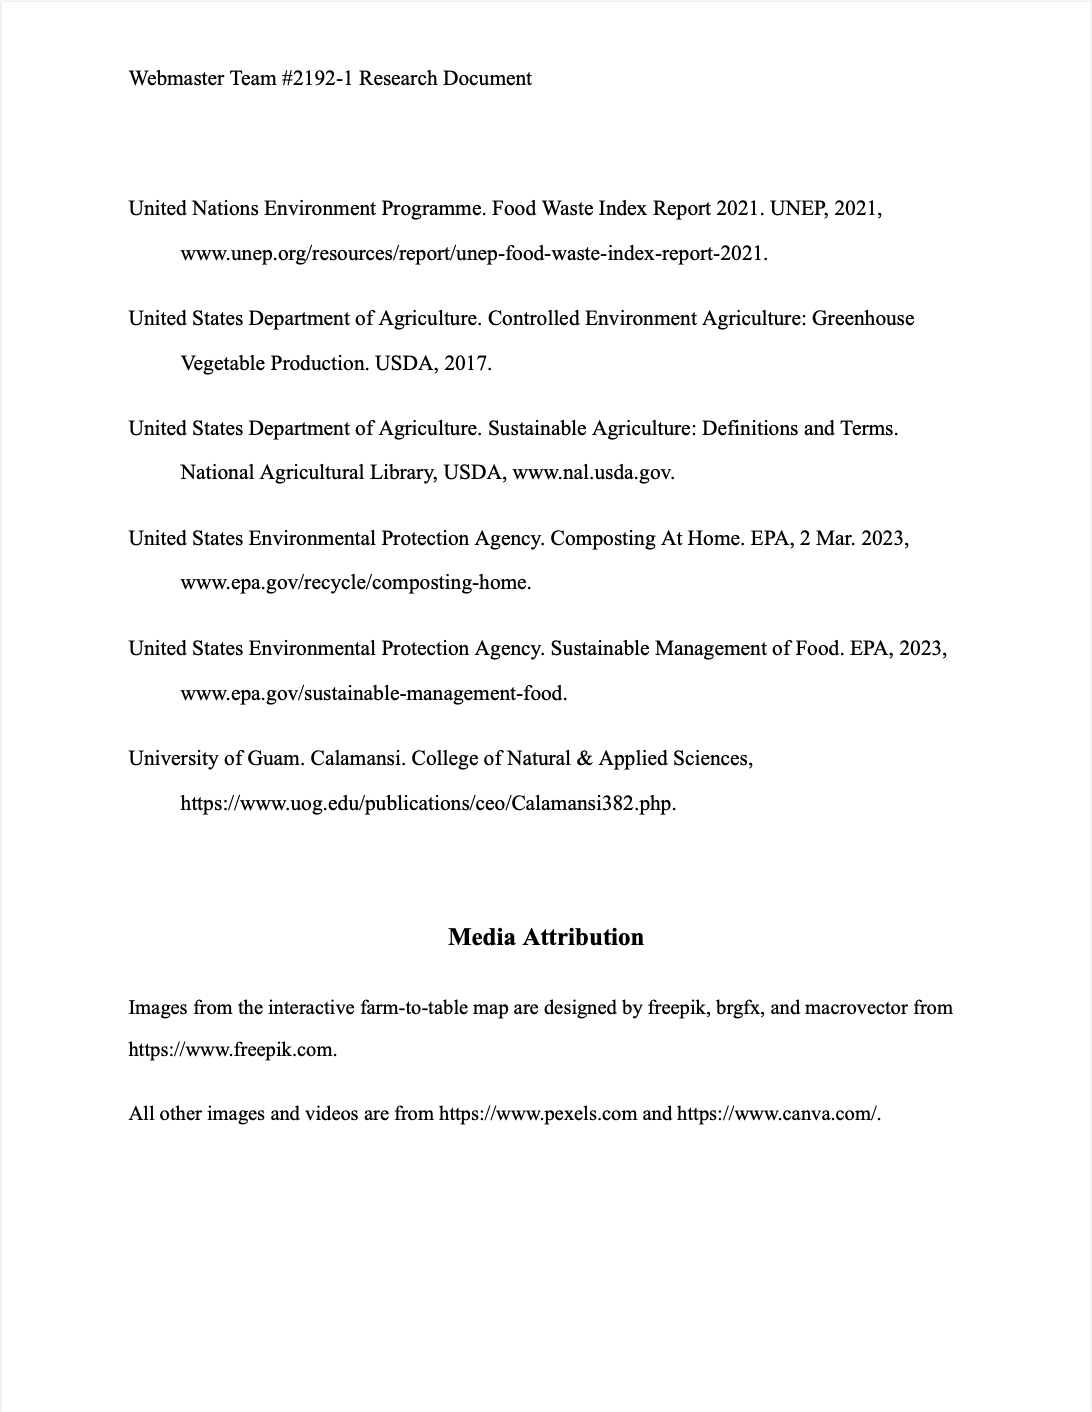 Webmaster Team #2192-1 Research Document
United Nations Environment Programme. Food Waste Index Report 2021. UNEP, 2021,
www.unep.org/resources/report/unep-food-waste-index-report-2021.
United States Department of Agriculture. Controlled Environment Agriculture: Greenhouse
Vegetable Production. USDA, 2017.
United States Department of Agriculture. Sustainable Agriculture: Definitions and Terms.
National Agricultural Library, USDA, www.nal.usda.gov.
United States Environmental Protection Agency. Composting At Home. EPA, 2 Mar. 2023,
www.epa.gov/recycle/composting-home.
United States Environmental Protection Agency. Sustainable Management of Food. EPA, 2023,
www.epa.gov/sustainable-management-food.
University of Guam. Calamansi. College of Natural & Applied Sciences,
https://www.uog.edu/publications/ceo/Calamansi382.php.
Media Attribution
Images from the interactive farm-to-table map are designed by freepik, brgfx, and macrovector from
https://www.freepik.com.
All other images and videos are from https://www.pexels.com and https://www.canva.com/.